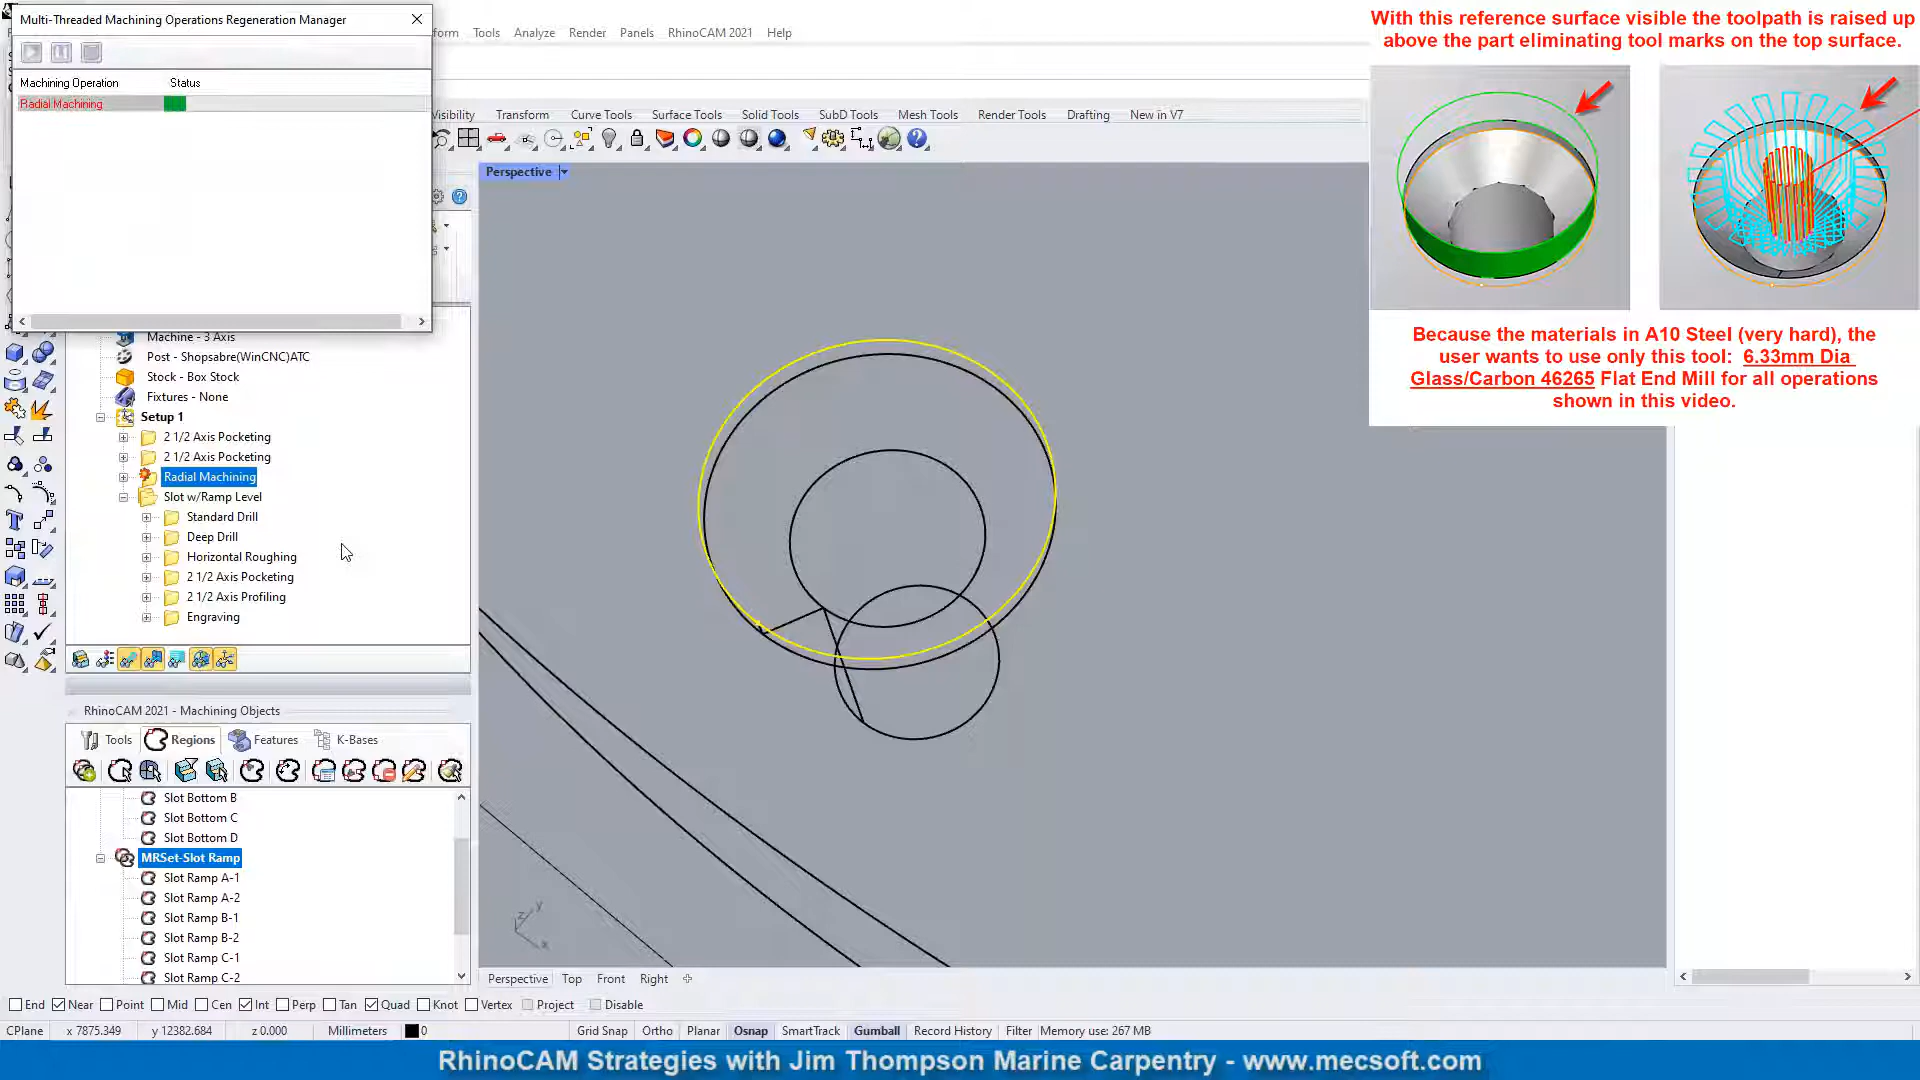 Multi-Threaded Machining Operations Regeneration Manager
Tools Analyze Render Panels RhinoCAM 2021 Help
Machining Operation Status
Radial Machining
Visibility Transform Curve Tools Surface Tools Solid Tools SubD Tools Mesh Tools Render Tools Drafting New in V7
Perspective
With this reference surface visible the toolpath is raised up
above the part eliminating tool marks on the top surface.
Because the materials in A10 Steel (very hard), the
user wants to use only this tool: 6.33mm Dia
Glass/Carbon 46265 Flat End Mill for all operations
shown in this video.
Machine - 3 Axis
Post - Shopsabre(WinCNC)ATC
Stock - Box Stock
Fixtures - None
Setup 1
2 1/2 Axis Pocketing
2 1/2 Axis Pocketing
Radial Machining
Slot w/Ramp Level
Standard Drill
Deep Drill
Horizontal Roughing
2 1/2 Axis Pocketing
2 1/2 Axis Profiling
Engraving
RhinoCAM 2021 - Machining Objects
Tools Regions Features K-Bases
Slot Bottom B
Slot Bottom C
Slot Bottom D
MRSet-Slot Ramp
Slot Ramp A-1
Slot Ramp A-2
Slot Ramp B-1
Slot Ramp B-2
Slot Ramp C-1
Slot Ramp C-2
z y x
Perspective Top Front Right
End Near Point Mid Cen Int Perp Tan Quad Knot Vertex Project Disable
CPlane x 7875.349 y 12382.684 z 0.000 Millimeters 0 Grid Snap Ortho Planar Osnap SmartTrack Gumball Record History Filter Memory use: 267 MB
RhinoCAM Strategies with Jim Thompson Marine Carpentry - www.mecsoft.com